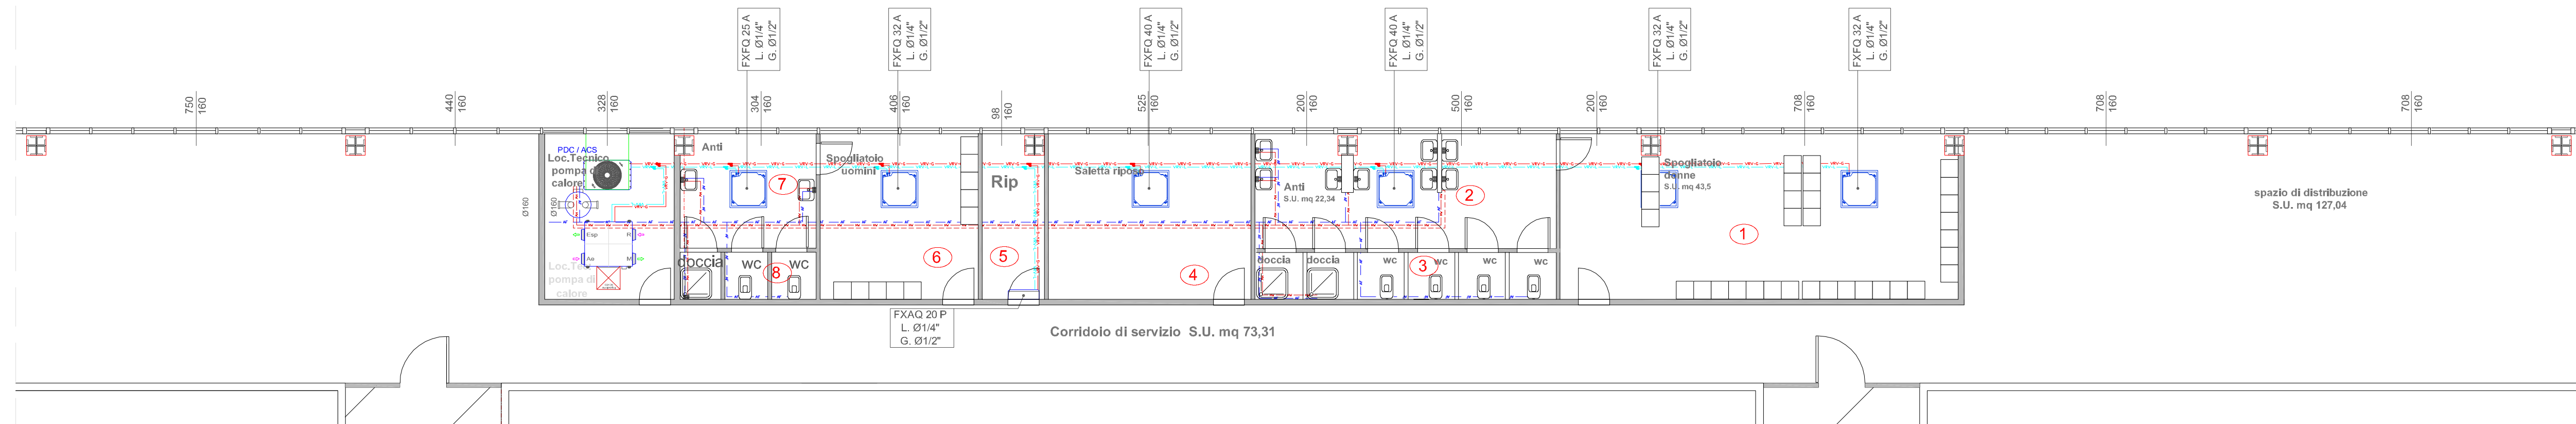 FXFQ 25 A
L. Ø1/4"
G. Ø1/2"
FXFQ 32 A
L. Ø1/4"
G. Ø1/2"
FXFQ 40 A
L. Ø1/4"
G. Ø1/2"
FXFQ 40 A
L. Ø1/4"
G. Ø1/2"
FXFQ 32 A
L. Ø1/4"
G. Ø1/2"
FXFQ 32 A
L. Ø1/4"
G. Ø1/2"
750
160
440
160
328
160
304
160
406
160
98
160
525
160
200
160
500
160
200
160
708
160
708
160
708
160
PDC / ACS
Loc.Tecnico
pompa di
calore
Ø160
Ø160
Esp
R
Aa
M
Loc.Te
pompa di
calore
Anti
7
doccia
WC
8
WC
Spogliatoio
uomini
6
Rip
5
Saletta riposo
4
Anti
S.U. mq 22,34
2
doccia
doccia
wc
3
wc
wc
wc
Spogliatoio
donne
S.U. mq 43,5
1
spazio di distribuzione
S.U. mq 127,04
FXAQ 20 P
L. Ø1/4"
G. Ø1/2"
Corridoio di servizio S.U. mq 73,31